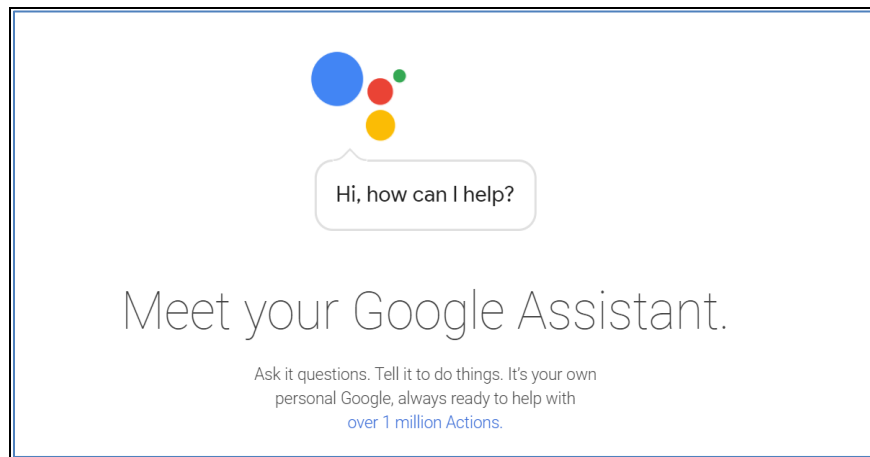 Hi, how can I help?
Meet your Google Assistant.
Ask it questions. Tell it to do things. It's your own
personal Google, always ready to help with
over 1 million Actions.